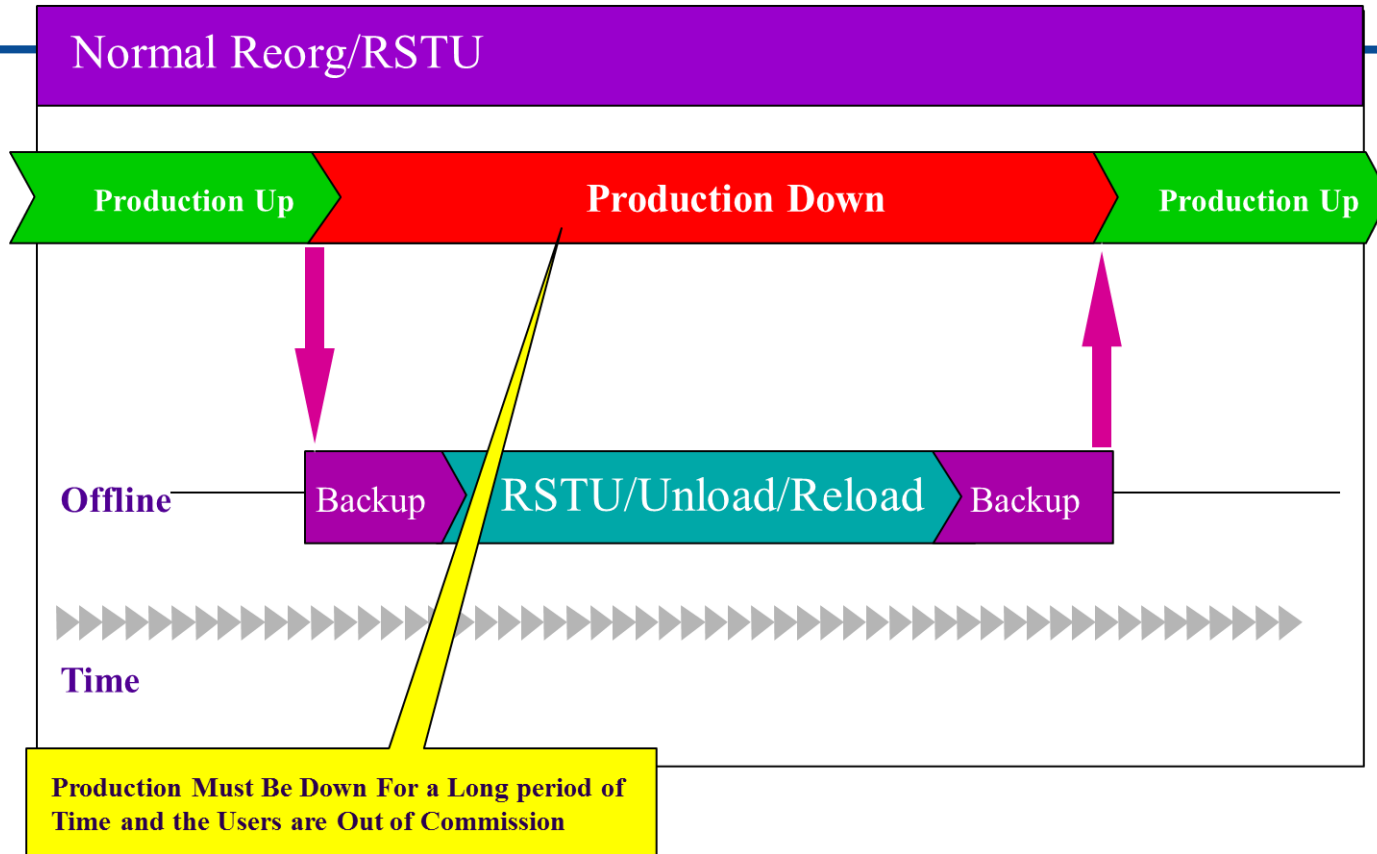 Normal Reorg/RSTU
Production Up
Production Down
Production Up
Offline
Backup
RSTU/Unload/Reload
Backup
Time
Production Must Be Down For a Long period of
Time and the Users are Out of Commission